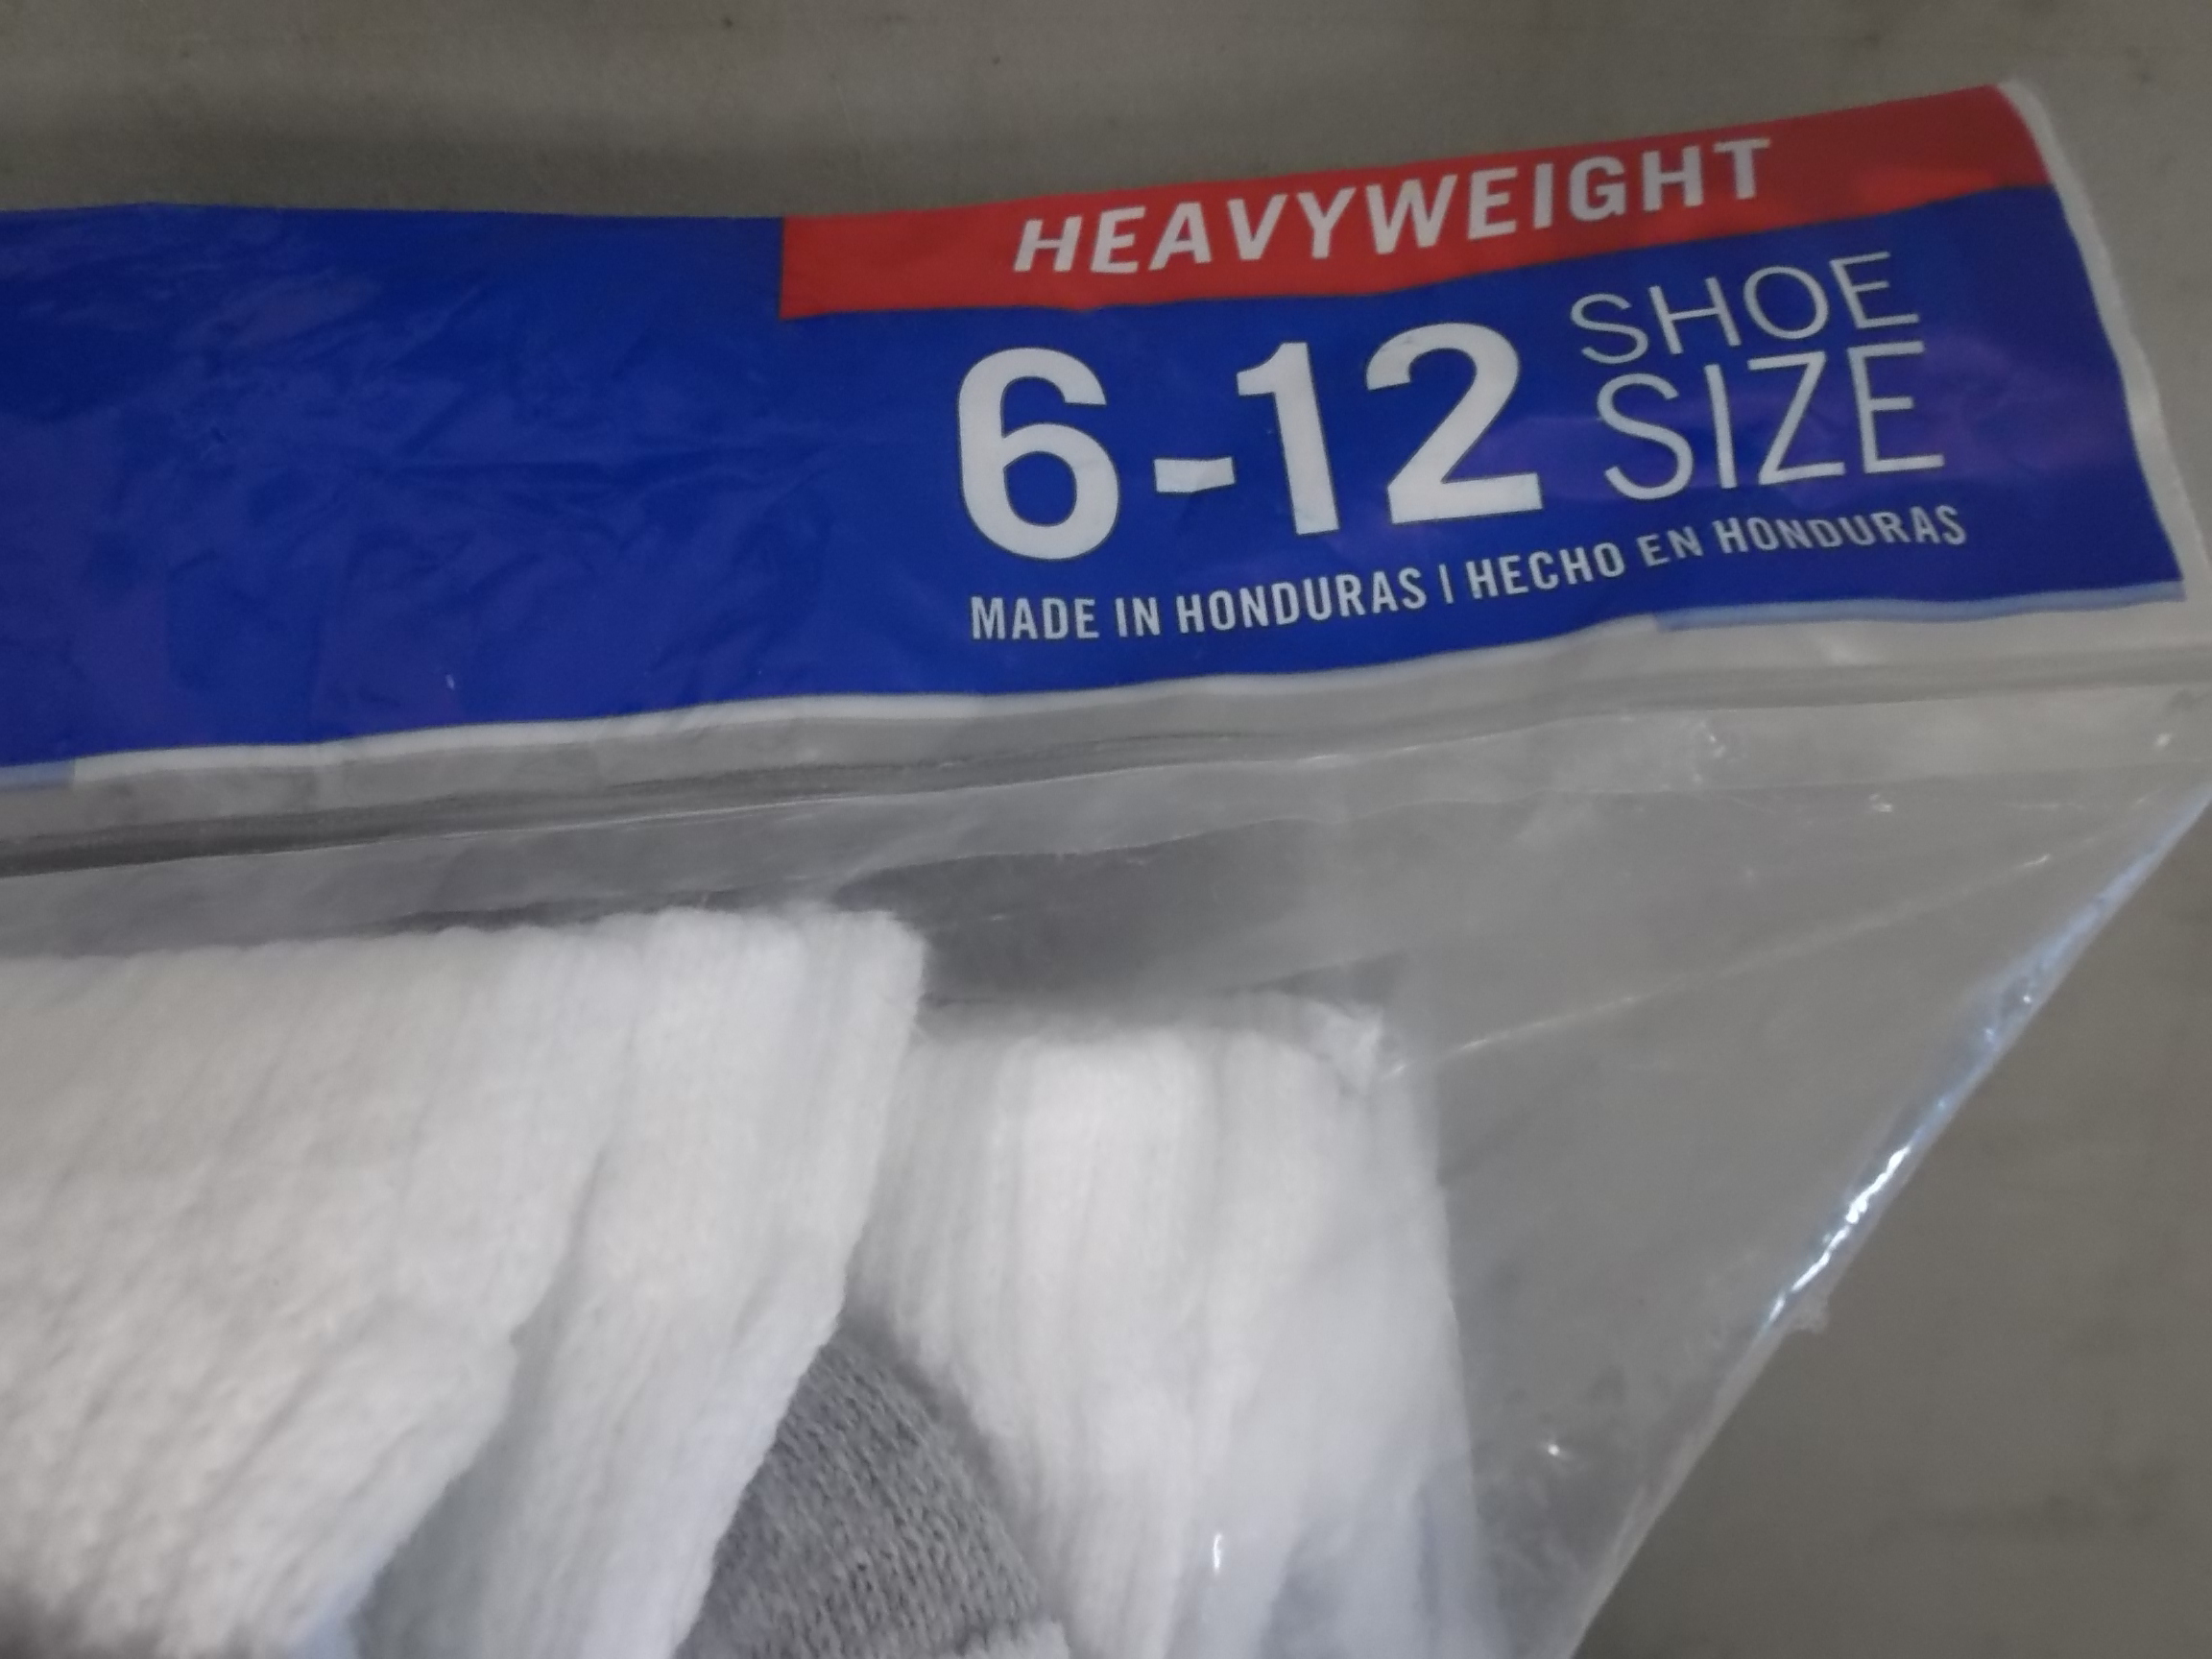 HEAVYWEIGHT
6-12 SHOE
SIZE
MADE IN HONDURAS | HECHO EN HONDURAS